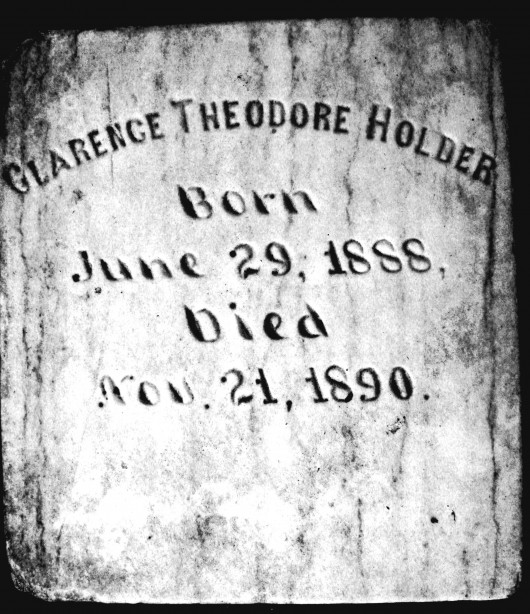 CLARENCE THEODORE HOLDER
Born
June 29, 1888.
Died
Nov. 21, 1890.